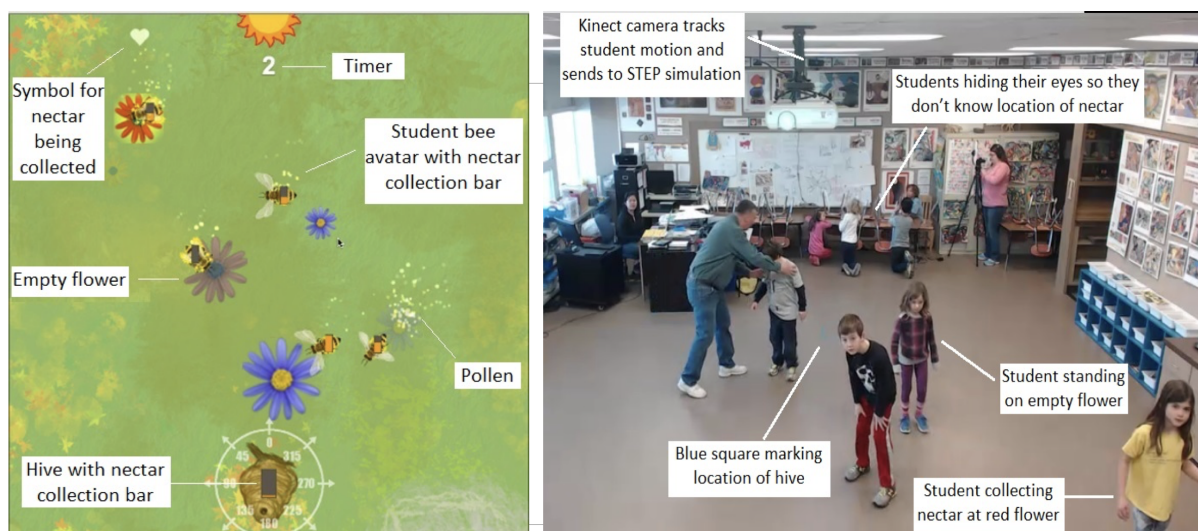 2
Timer
Symbol for
nectar
being
collected
Student bee
avatar with nectar
collection bar
Empty flower
Pollen
Hive with nectar
collection bar
0
45
315
90
270
135
225
180
Kinect camera tracks
student motion and
sends to STEP simulation
Students hiding their eyes so they
don't know location of nectar
Student standing
on empty flower
Blue square marking
location of hive
Student collecting
nectar at red flower